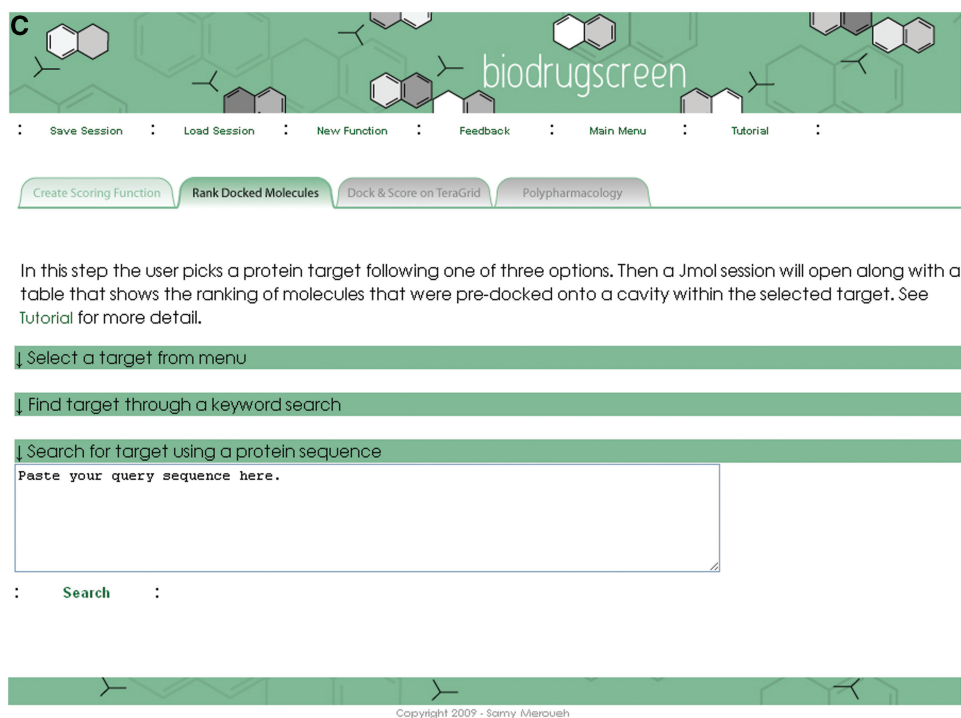 C
biodrugscreen
: Save Session : Load Session : New Function : Feedback : Main Menu : Tutorial :
Create Scoring Function Rank Docked Molecules Dock & Score on TeraGrid Polypharmacology
In this step the user picks a protein target following one of three options. Then a Jmol session will open along with a
table that shows the ranking of molecules that were pre-docked onto a cavity within the selected target. See
Tutorial for more detail.
↓ Select a target from menu
↓ Find target through a keyword search
↓ Search for target using a protein sequence
Paste your query sequence here.
: Search :
Copyright 2009 - Samy Meroueh